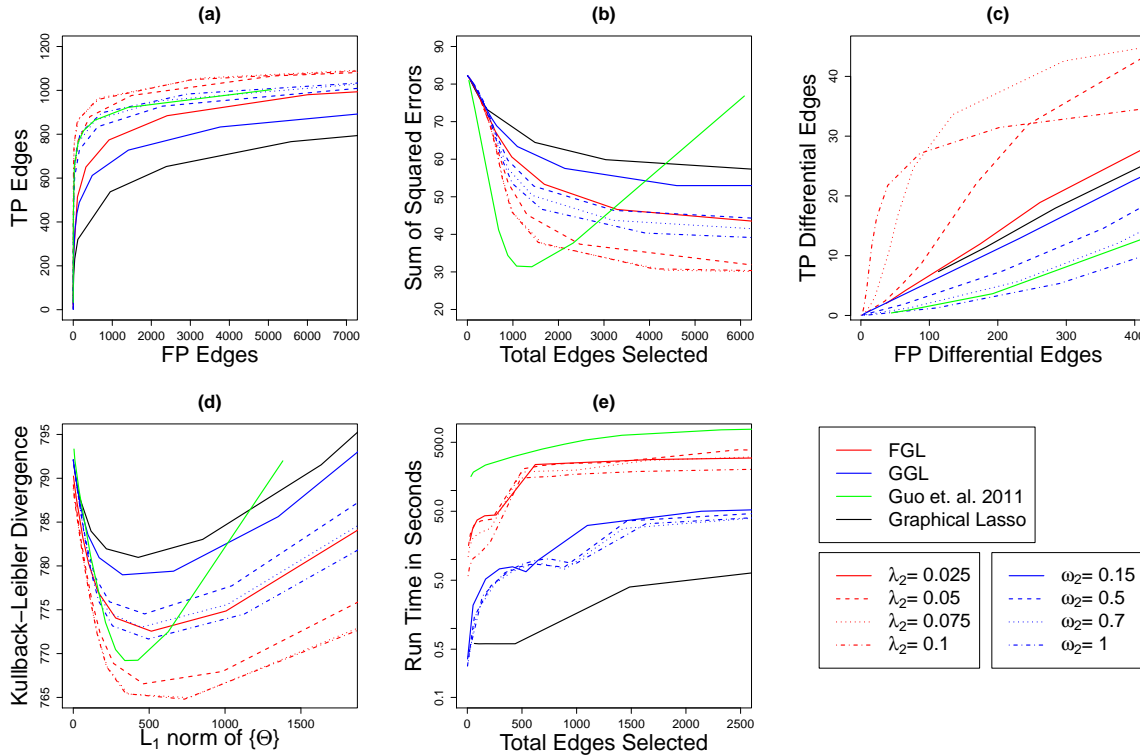 (a)
TP Edges
1200
1000
800
600
400
200
0
0 1000 2000 3000 4000 5000 6000 7000
FP Edges
(b)
Sum of Squared Errors
90
80
70
60
50
40
30
20
0 1000 2000 3000 4000 5000 6000
Total Edges Selected
(c)
TP Differential Edges
40
30
20
10
0
0 100 200 300 400
FP Differential Edges
(d)
Kullback−Leibler Divergence
795
790
785
780
775
770
765
0 500 1000 1500
L1 norm of {Θ}
(e)
Run Time in Seconds
500.0
50.0
5.0
0.5
0.1
0 500 1000 1500 2000 2500
Total Edges Selected
FGL
GGL
Guo et. al. 2011
Graphical Lasso
λ2= 0.025
λ2= 0.05
λ2= 0.075
λ2= 0.1
ω2= 0.15
ω2= 0.5
ω2= 0.7
ω2= 1